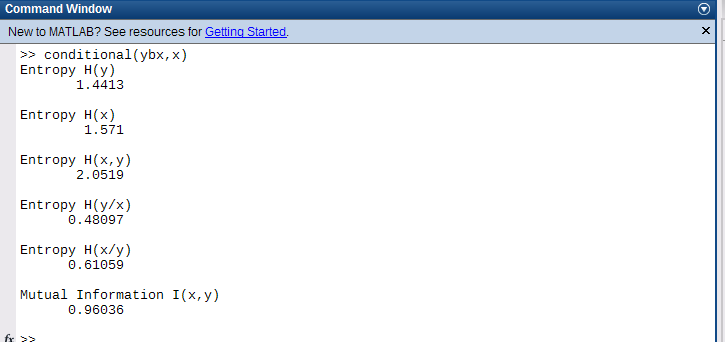 Command Window
New to MATLAB? See resources for Getting Started.
>> conditional(ybx,x)
Entropy H(y)
1.4413
Entropy H(x)
1.571
Entropy H(x,y)
2.0519
Entropy H(y/x)
0.48097
Entropy H(x/y)
0.61059
Mutual Information I(x,y)
0.96036
fx >>